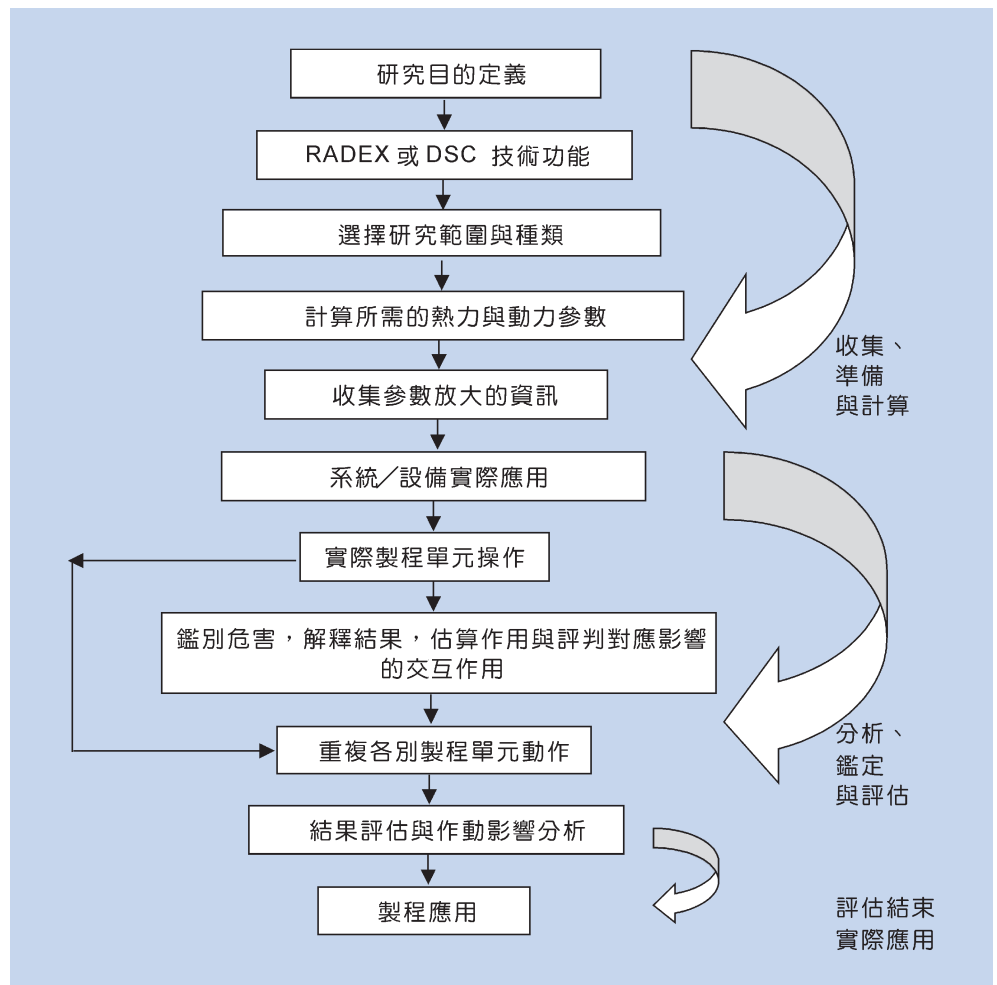 研究目的定義
RADEX 或 DSC 技術功能
選擇研究範圍與種類
計算所需的熱力與動力參數
收集參數放大的資訊
收集、
準備
與計算
系統／設備實際應用
實際製程單元操作
鑑別危害，解釋結果，估算作用與評判對應影響
的交互作用
重複各別製程單元動作
分析、
鑑定
與評估
結果評估與作動影響分析
製程應用
評估結束
實際應用